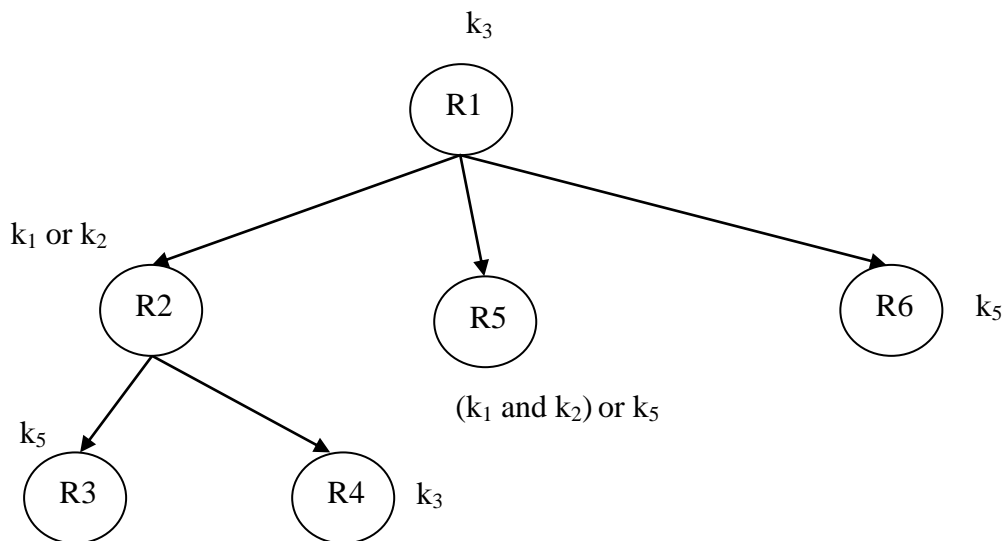 k₃
R1
k₁ or k₂
R2
R5
R6
k₅
(k₁ and k₂) or k₅
k₅
R3
R4
k₃